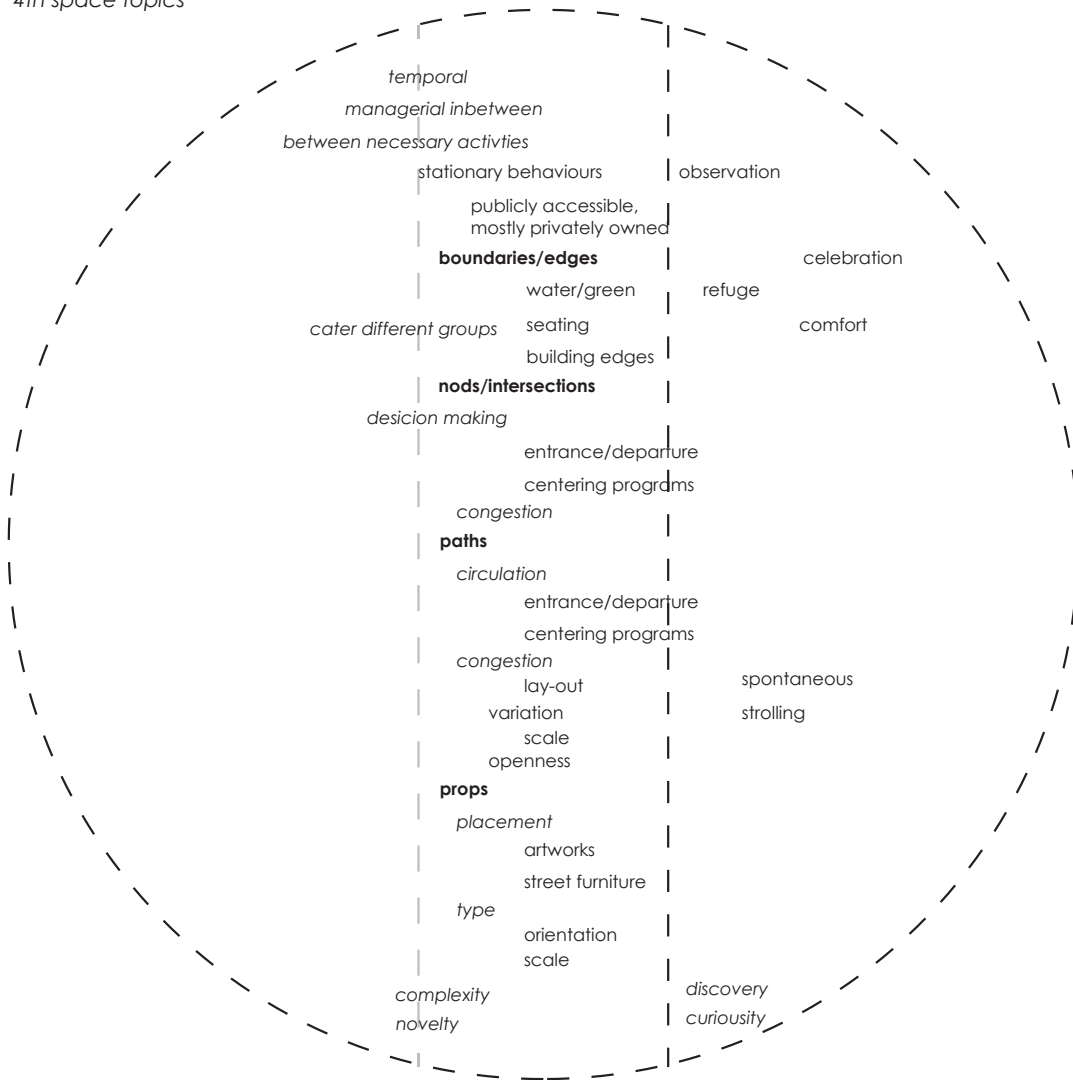 4th space Topics
temporal
managerial inbetween
between necessary activties
stationary behaviours
observation
publicly accessible,
mostly privately owned
boundaries/edges
celebration
water/green
refuge
cater different groups
seating
comfort
building edges
nods/intersections
desicion making
entrance/departure
centering programs
congestion
paths
circulation
entrance/departure
centering programs
congestion
spontaneous
lay-out
variation
strolling
scale
openness
props
placement
artworks
street furniture
type
orientation
scale
complexity
discovery
novelty
curiousity